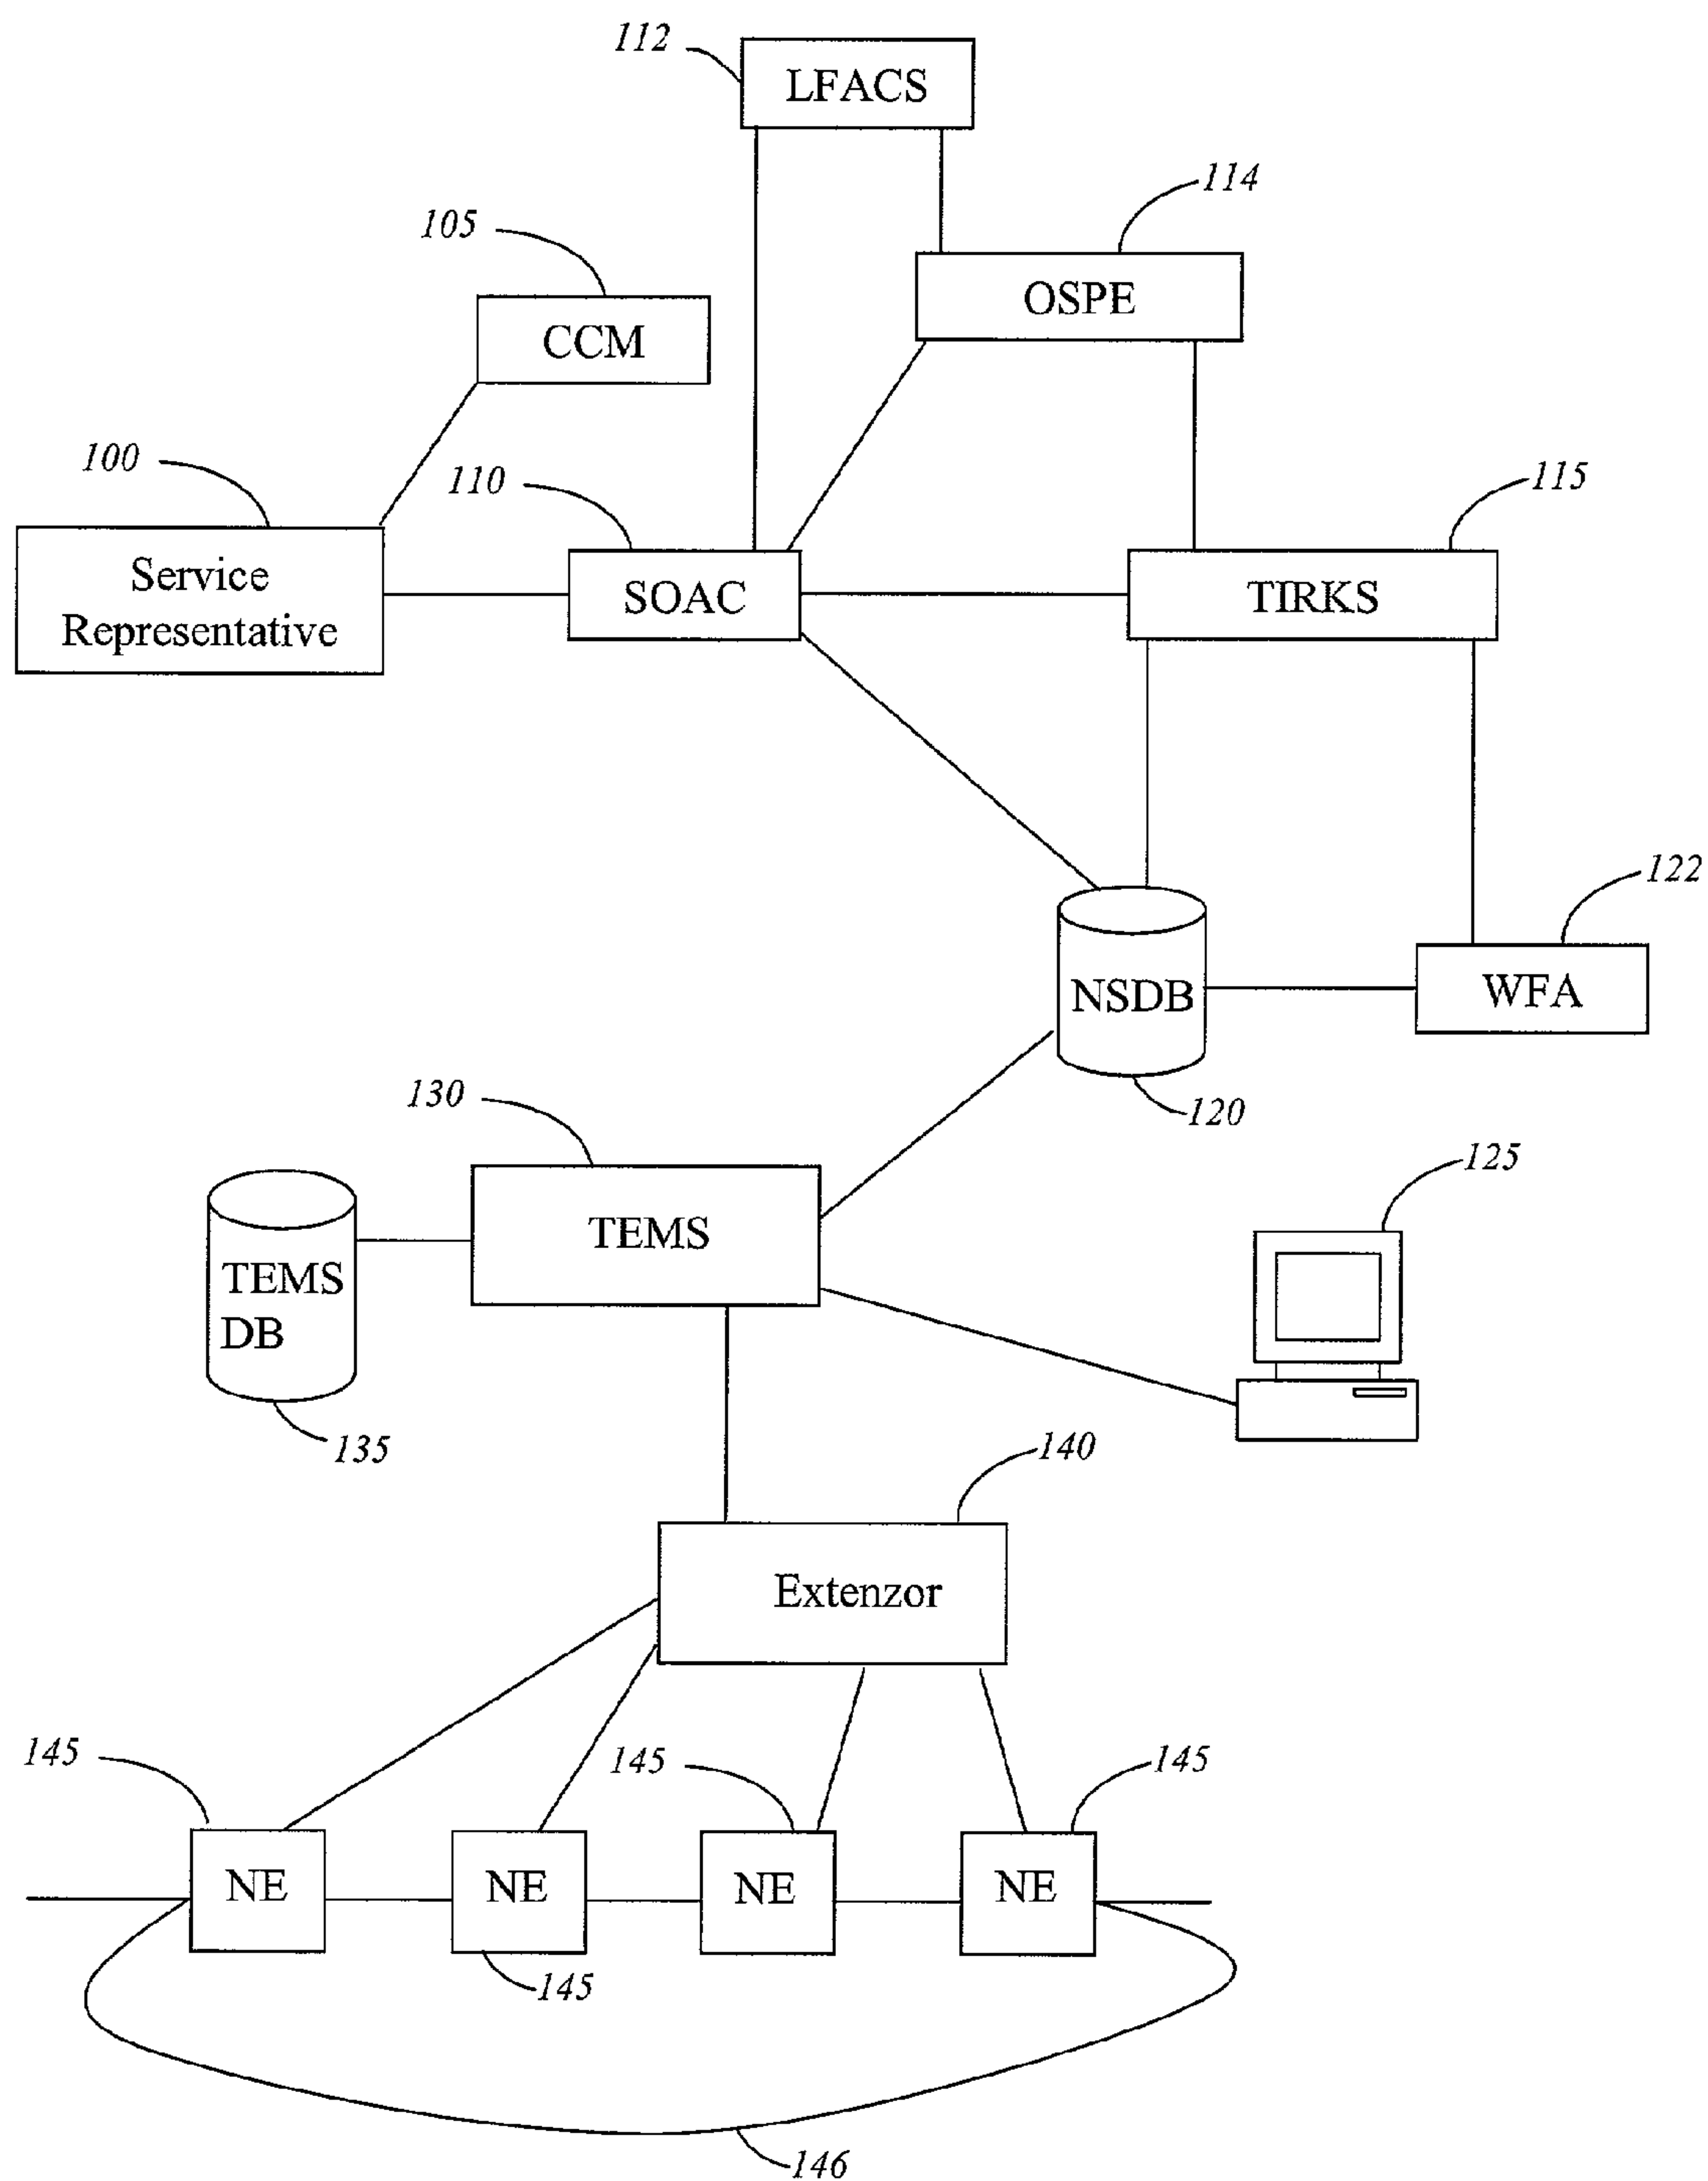 112
LFACS
114
105
OSPE
CCM
100
110
115
Service
Representative
SOAC
TIRKS
122
NSDB
WFA
130
120
125
TEMS
TEMS
DB
135
140
Extenzor
145
145
145
NE
NE
NE
NE
145
146